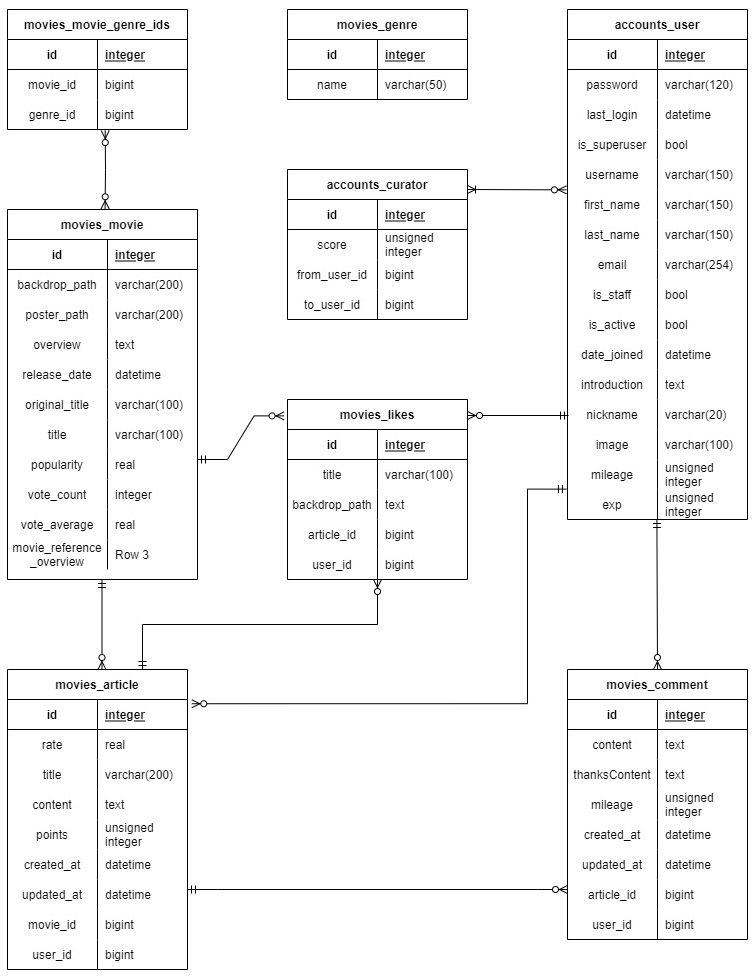 movies_movie_genre_ids
id integer
movie_id bigint
genre_id bigint
movies_genre
id integer
name varchar(50)
accounts_user
id integer
password varchar(120)
last_login datetime
is_superuser bool
username varchar(150)
first_name varchar(150)
last_name varchar(150)
email varchar(254)
is_staff bool
is_active bool
date_joined datetime
introduction text
nickname varchar(20)
image varchar(100)
mileage unsigned
integer
exp unsigned
integer
accounts_curator
id integer
score unsigned
integer
from_user_id bigint
to_user_id bigint
movies_movie
id integer
backdrop_path varchar(200)
poster_path varchar(200)
overview text
release_date datetime
original_title varchar(100)
title varchar(100)
popularity real
vote_count integer
vote_average real
movie_reference
_overview Row 3
movies_likes
id integer
title varchar(100)
backdrop_path text
article_id bigint
user_id bigint
movies_article
id integer
rate real
title varchar(200)
content text
points unsigned
integer
created_at datetime
updated_at datetime
movie_id bigint
user_id bigint
movies_comment
id integer
content text
thanksContent text
mileage unsigned
integer
created_at datetime
updated_at datetime
article_id bigint
user_id bigint